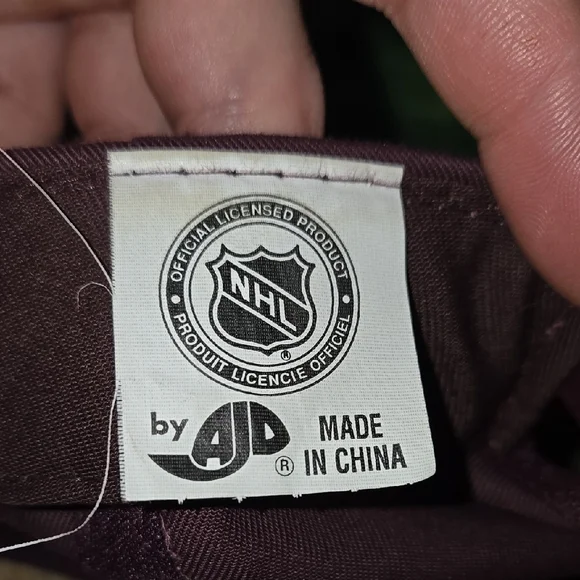 OFFICIAL LICENSED PRODUCT
NHL
®
PRODUIT LICENCIE OFFICIEL
by AJD ®
MADE
IN CHINA